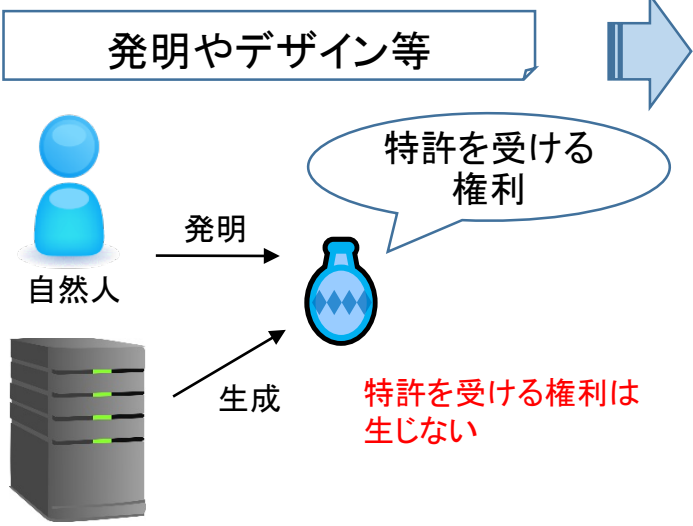 発明やデザイン等
特許を受ける
権利
発明
自然人
生成
特許を受ける権利は
生じない